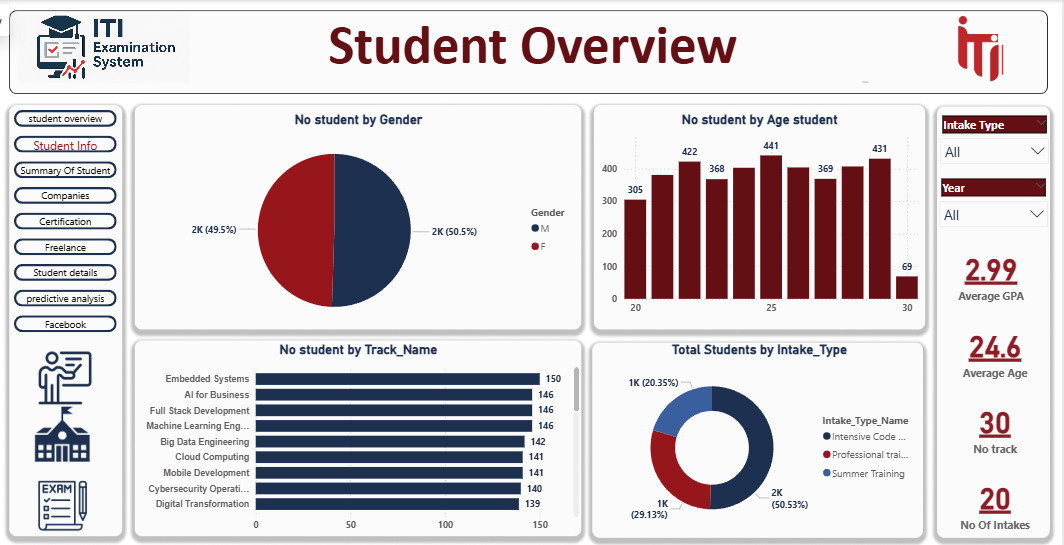 ITI
Examination
System
Student Overview
iTi
student overview
Student Info
Summary Of Student
Companies
Certification
Freelance
Student details
predictive analysis
Facebook
EXAM
No student by Gender
2K (49.5%)
2K (50.5%)
Gender
M
F
No student by Age student
400
300
200
100
0
305
422
368
441
369
431
69
20
25
30
Intake Type
All
Year
All
2.99
Average GPA
24.6
Average Age
30
No track
20
No Of Intakes
No student by Track_Name
Embedded Systems 150
AI for Business 146
Full Stack Development 146
Machine Learning Eng... 146
Big Data Engineering 142
Cloud Computing 141
Mobile Development 141
Cybersecurity Operati... 140
Digital Transformation 139
0 50 100 150
Total Students by Intake_Type
1K (20.35%)
1K
(29.13%)
2K
(50.53%)
Intake_Type_Name
Intensive Code ...
Professional trai...
Summer Training